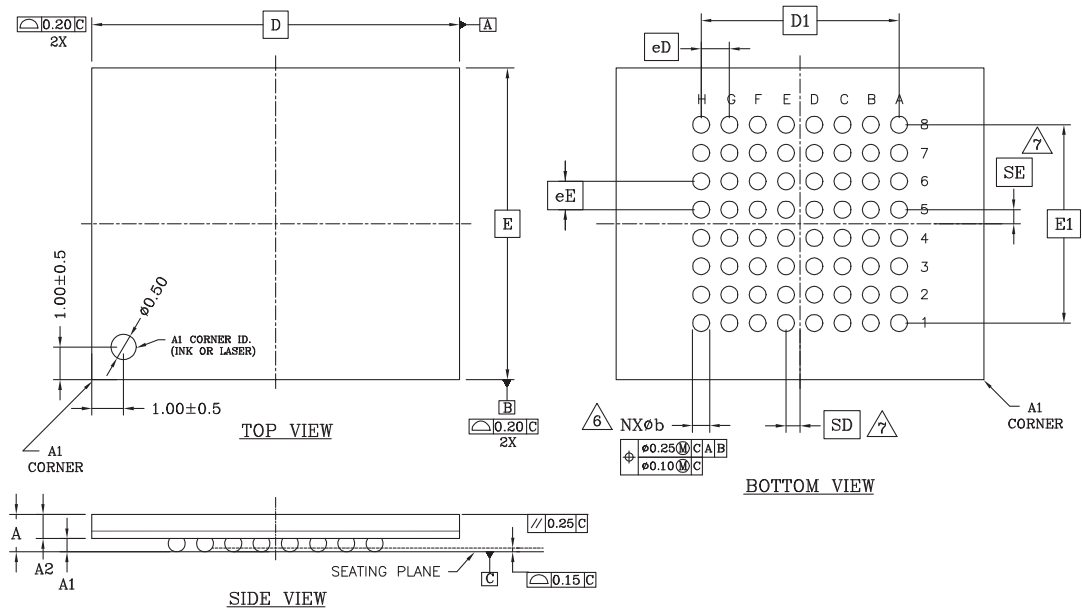 ⌓ 0.20 C
2X
D
A
E
1.00±0.5
ø0.50
A1 CORNER ID.
(INK OR LASER)
1.00±0.5
B
⌓ 0.20 C
2X
A1
CORNER
TOP VIEW
D1
eD
H G F E D C B A
8
7
6
5
4
3
2
1
7
SE
eE
E1
6
NXøb
⌖ ø0.25 Ⓜ C A B
ø0.10 Ⓜ C
SD
7
A1
CORNER
BOTTOM VIEW
A
A2
A1
// 0.25 C
SEATING PLANE
C
⌓ 0.15 C
SIDE VIEW